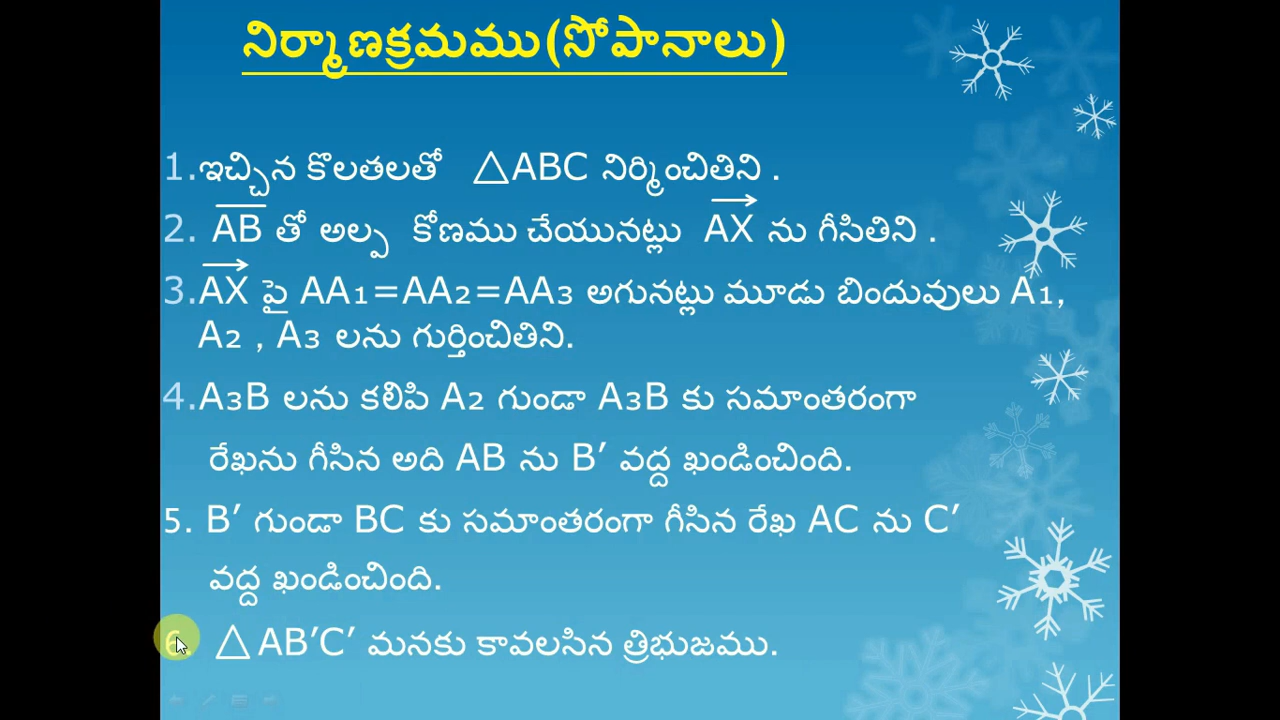 నిర్మాణక్రమము(సోపానాలు)
1.ఇచ్చిన కొలతలతో △ABC నిర్మించితిని .
2. AB తో అల్ప కోణము చేయునట్లు AX ను గీసితిని .
3.AX పై AA₁=AA₂=AA₃ అగునట్లు మూడు బిందువులు A₁,
A₂ , A₃ లను గుర్తించితిని.
4.A₃B లను కలిపి A₂ గుండా A₃B కు సమాంతరంగా
రేఖను గీసిన అది AB ను B′ వద్ద ఖండించింది.
5. B′ గుండా BC కు సమాంతరంగా గీసిన రేఖ AC ను C′
వద్ద ఖండించింది.
6. △ AB′C′ మనకు కావలసిన త్రిభుజము.